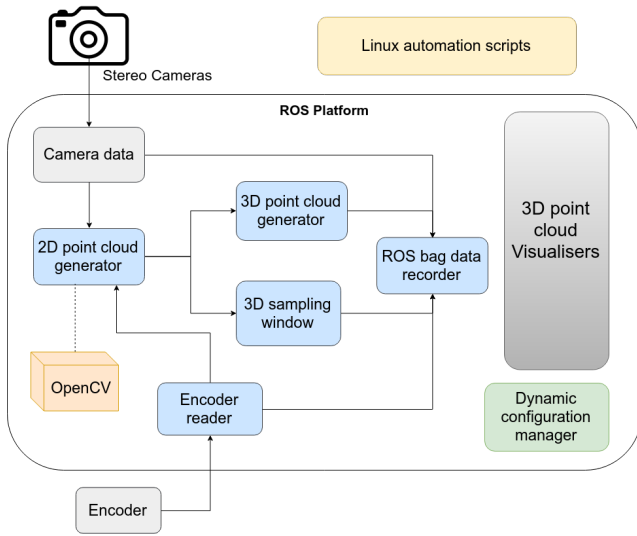 Linux automation scripts
Stereo Cameras
ROS Platform
Camera data
3D point cloud
generator
2D point cloud
generator
ROS bag data
recorder
3D point
cloud
Visualisers
3D sampling
window
OpenCV
Encoder
reader
Dynamic
configuration
manager
Encoder